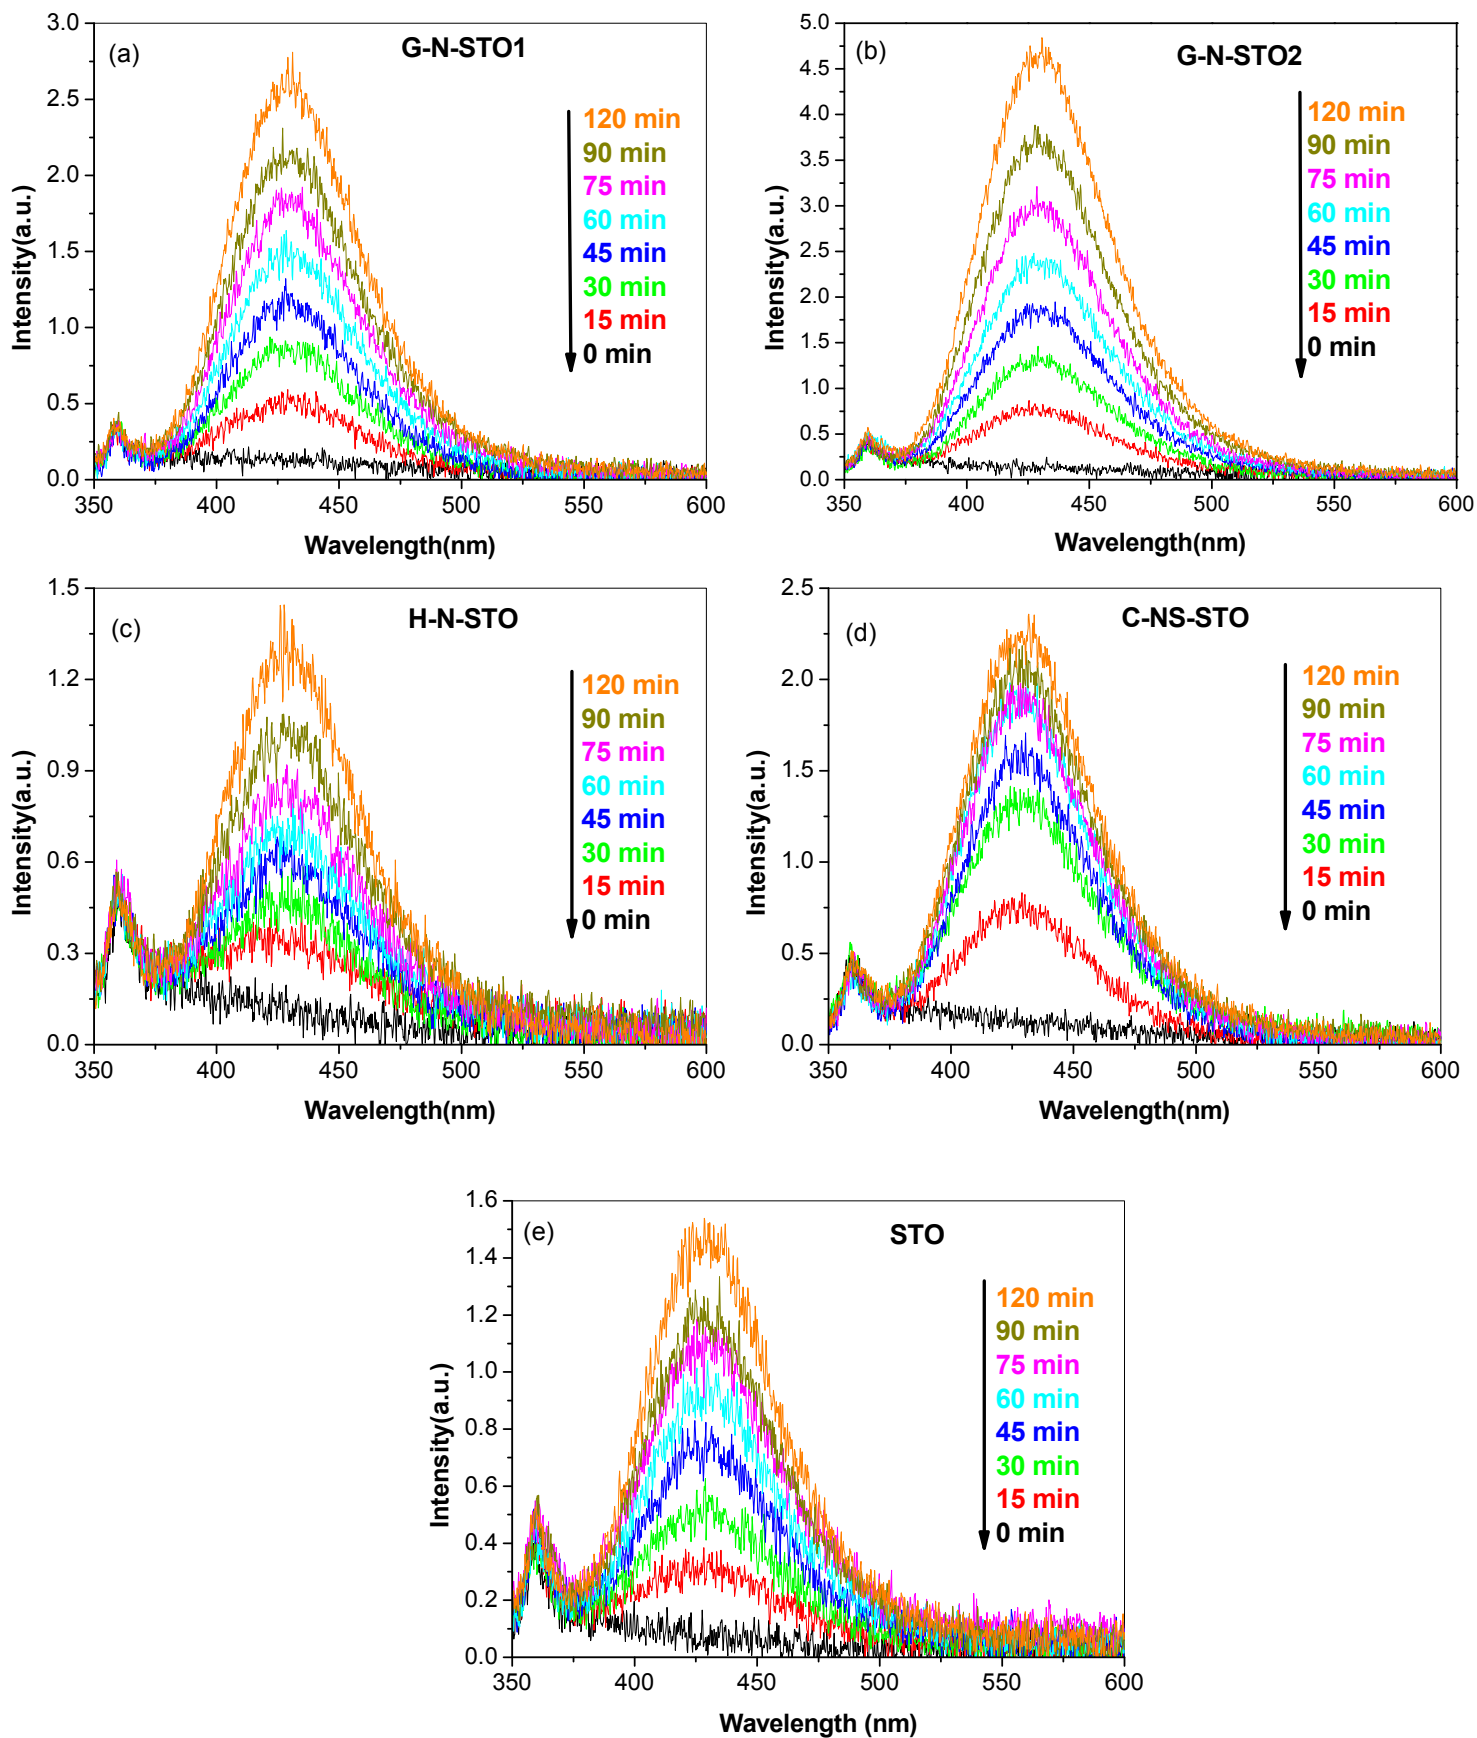 (a)
G-N-STO1
120 min
90 min
75 min
60 min
45 min
30 min
15 min
0 min
Intensity(a.u.)
3.0
2.5
2.0
1.5
1.0
0.5
0.0
350
400
450
500
550
600
Wavelength(nm)
(b)
G-N-STO2
120 min
90 min
75 min
60 min
45 min
30 min
15 min
0 min
Intensity(a.u.)
5.0
4.5
4.0
3.5
3.0
2.5
2.0
1.5
1.0
0.5
0.0
350
400
450
500
550
600
Wavelength(nm)
(c)
H-N-STO
120 min
90 min
75 min
60 min
45 min
30 min
15 min
0 min
Intensity(a.u.)
1.5
1.2
0.9
0.6
0.3
0.0
350
400
450
500
550
600
Wavelength(nm)
(d)
C-NS-STO
120 min
90 min
75 min
60 min
45 min
30 min
15 min
0 min
Intensity(a.u.)
2.5
2.0
1.5
1.0
0.5
0.0
350
400
450
500
550
600
Wavelength(nm)
(e)
STO
120 min
90 min
75 min
60 min
45 min
30 min
15 min
0 min
Intensity(a.u.)
1.6
1.4
1.2
1.0
0.8
0.6
0.4
0.2
0.0
350
400
450
500
550
600
Wavelength (nm)